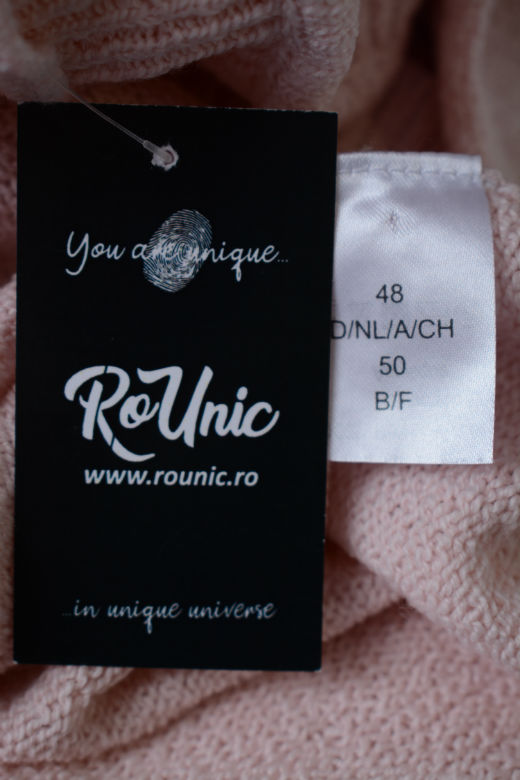 You are unique...
RoUnic
www.rounic.ro
...in unique universe
48
D/NL/A/CH
50
B/F